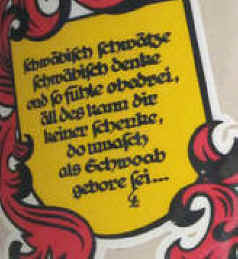 schwäbisch schwätze
schwäbisch denke
ond so fühle obadrei,
äll des kann dir
keiner schenke,
do muasch
als Schwoab
gebore sei...